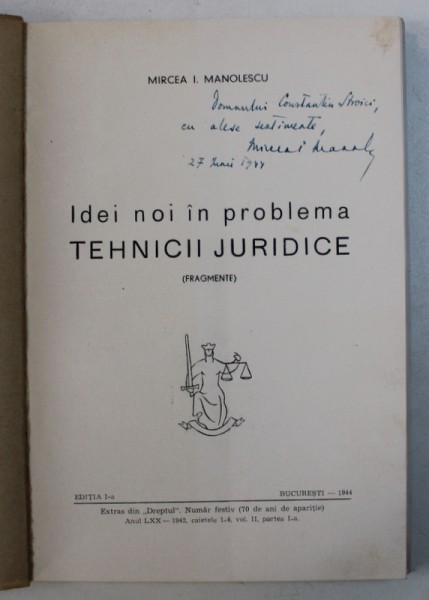 MIRCEA I. MANOLESCU
Domnului Constantin Stoici,
cu alese sentimente,
Mircea I Manolescu
27 Iunie 1944
Idei noi în problema
TEHNICII JURIDICE
(FRAGMENTE)
EDIȚIA I-a
BUCUREȘTI — 1944
Extras din „Dreptul". Număr festiv (70 de ani de apariție)
Anul LXX — 1942, caietele 1-4, vol. II, partea I-a.